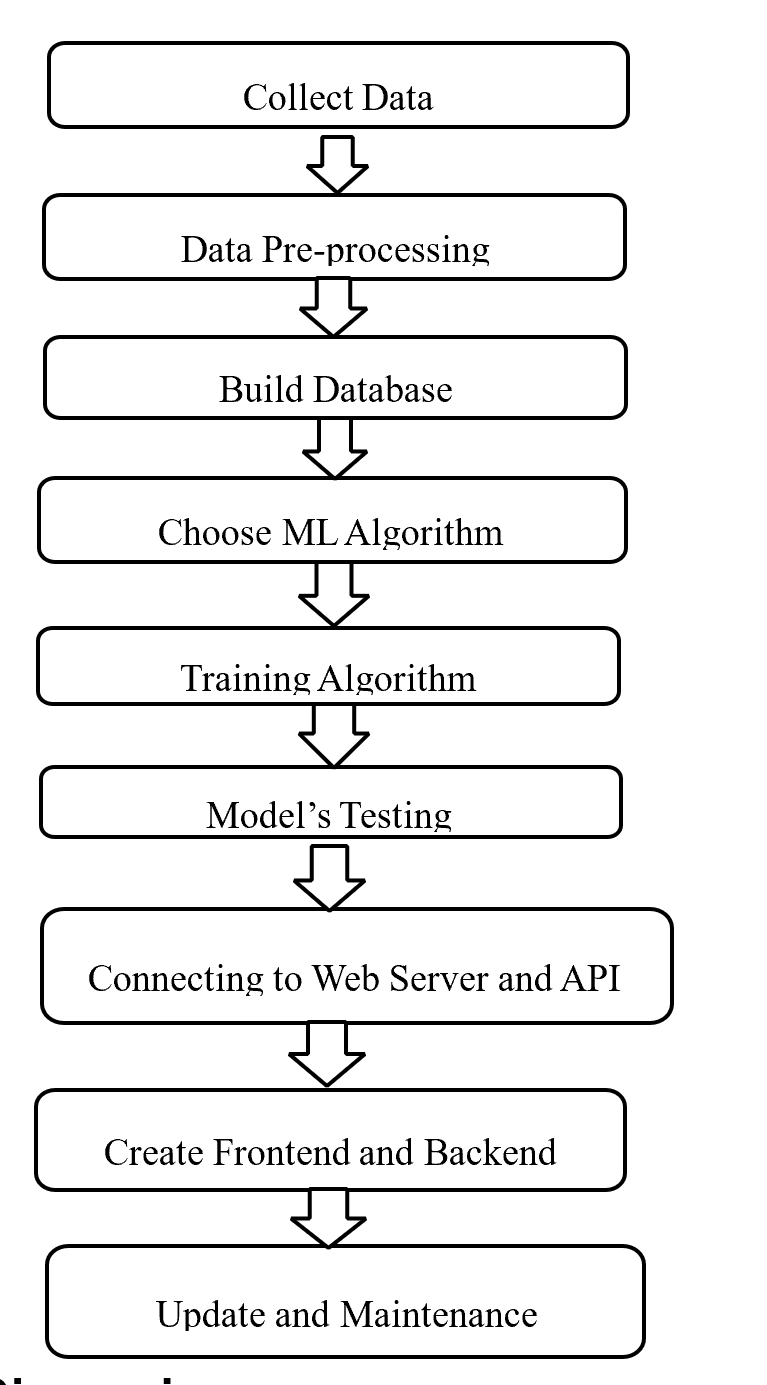 Collect Data
Data Pre-processing
Build Database
Choose ML Algorithm
Training Algorithm
Model’s Testing
Connecting to Web Server and API
Create Frontend and Backend
Update and Maintenance